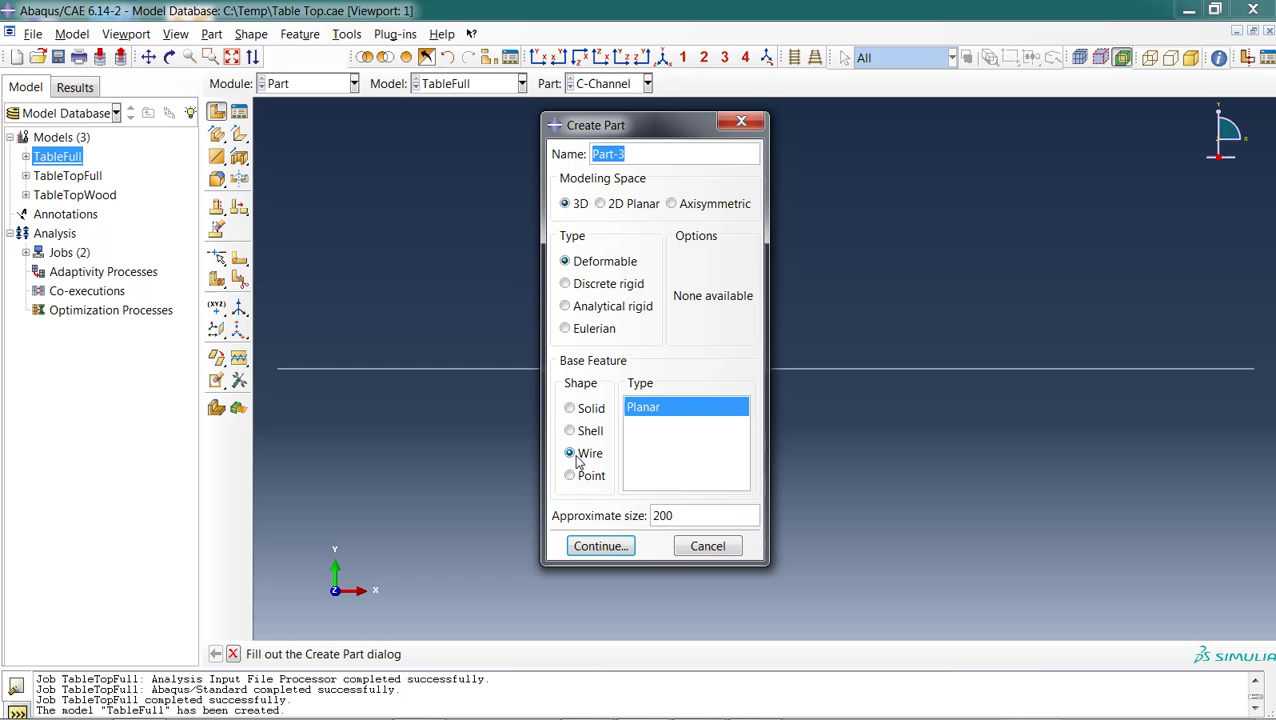 Abaqus/CAE 6.14-2 - Model Database: C:\Temp\Table Top.cae [Viewport: 1]
File Model Viewport View Part Shape Feature Tools Plug-ins Help
1 2 3 4 All
Model Results Module: Part Model: TableFull Part: C-Channel
Model Database
Models (3)
TableFull
TableTopFull
TableTopWood
Annotations
Analysis
Jobs (2)
Adaptivity Processes
Co-executions
Optimization Processes
Create Part
Name: Part-3
Modeling Space
3D 2D Planar Axisymmetric
Type Options
Deformable
Discrete rigid
Analytical rigid
Eulerian
None available
Base Feature
Shape Type
Solid Planar
Shell
Wire
Point
Approximate size: 200
Continue... Cancel
Y
X
Y
Z X
Fill out the Create Part dialog
SIMULIA
Job TableTopFull: Analysis Input File Processor completed successfully.
Job TableTopFull: Abaqus/Standard completed successfully.
Job TableTopFull completed successfully.
The model "TableFull" has been created.
>>>